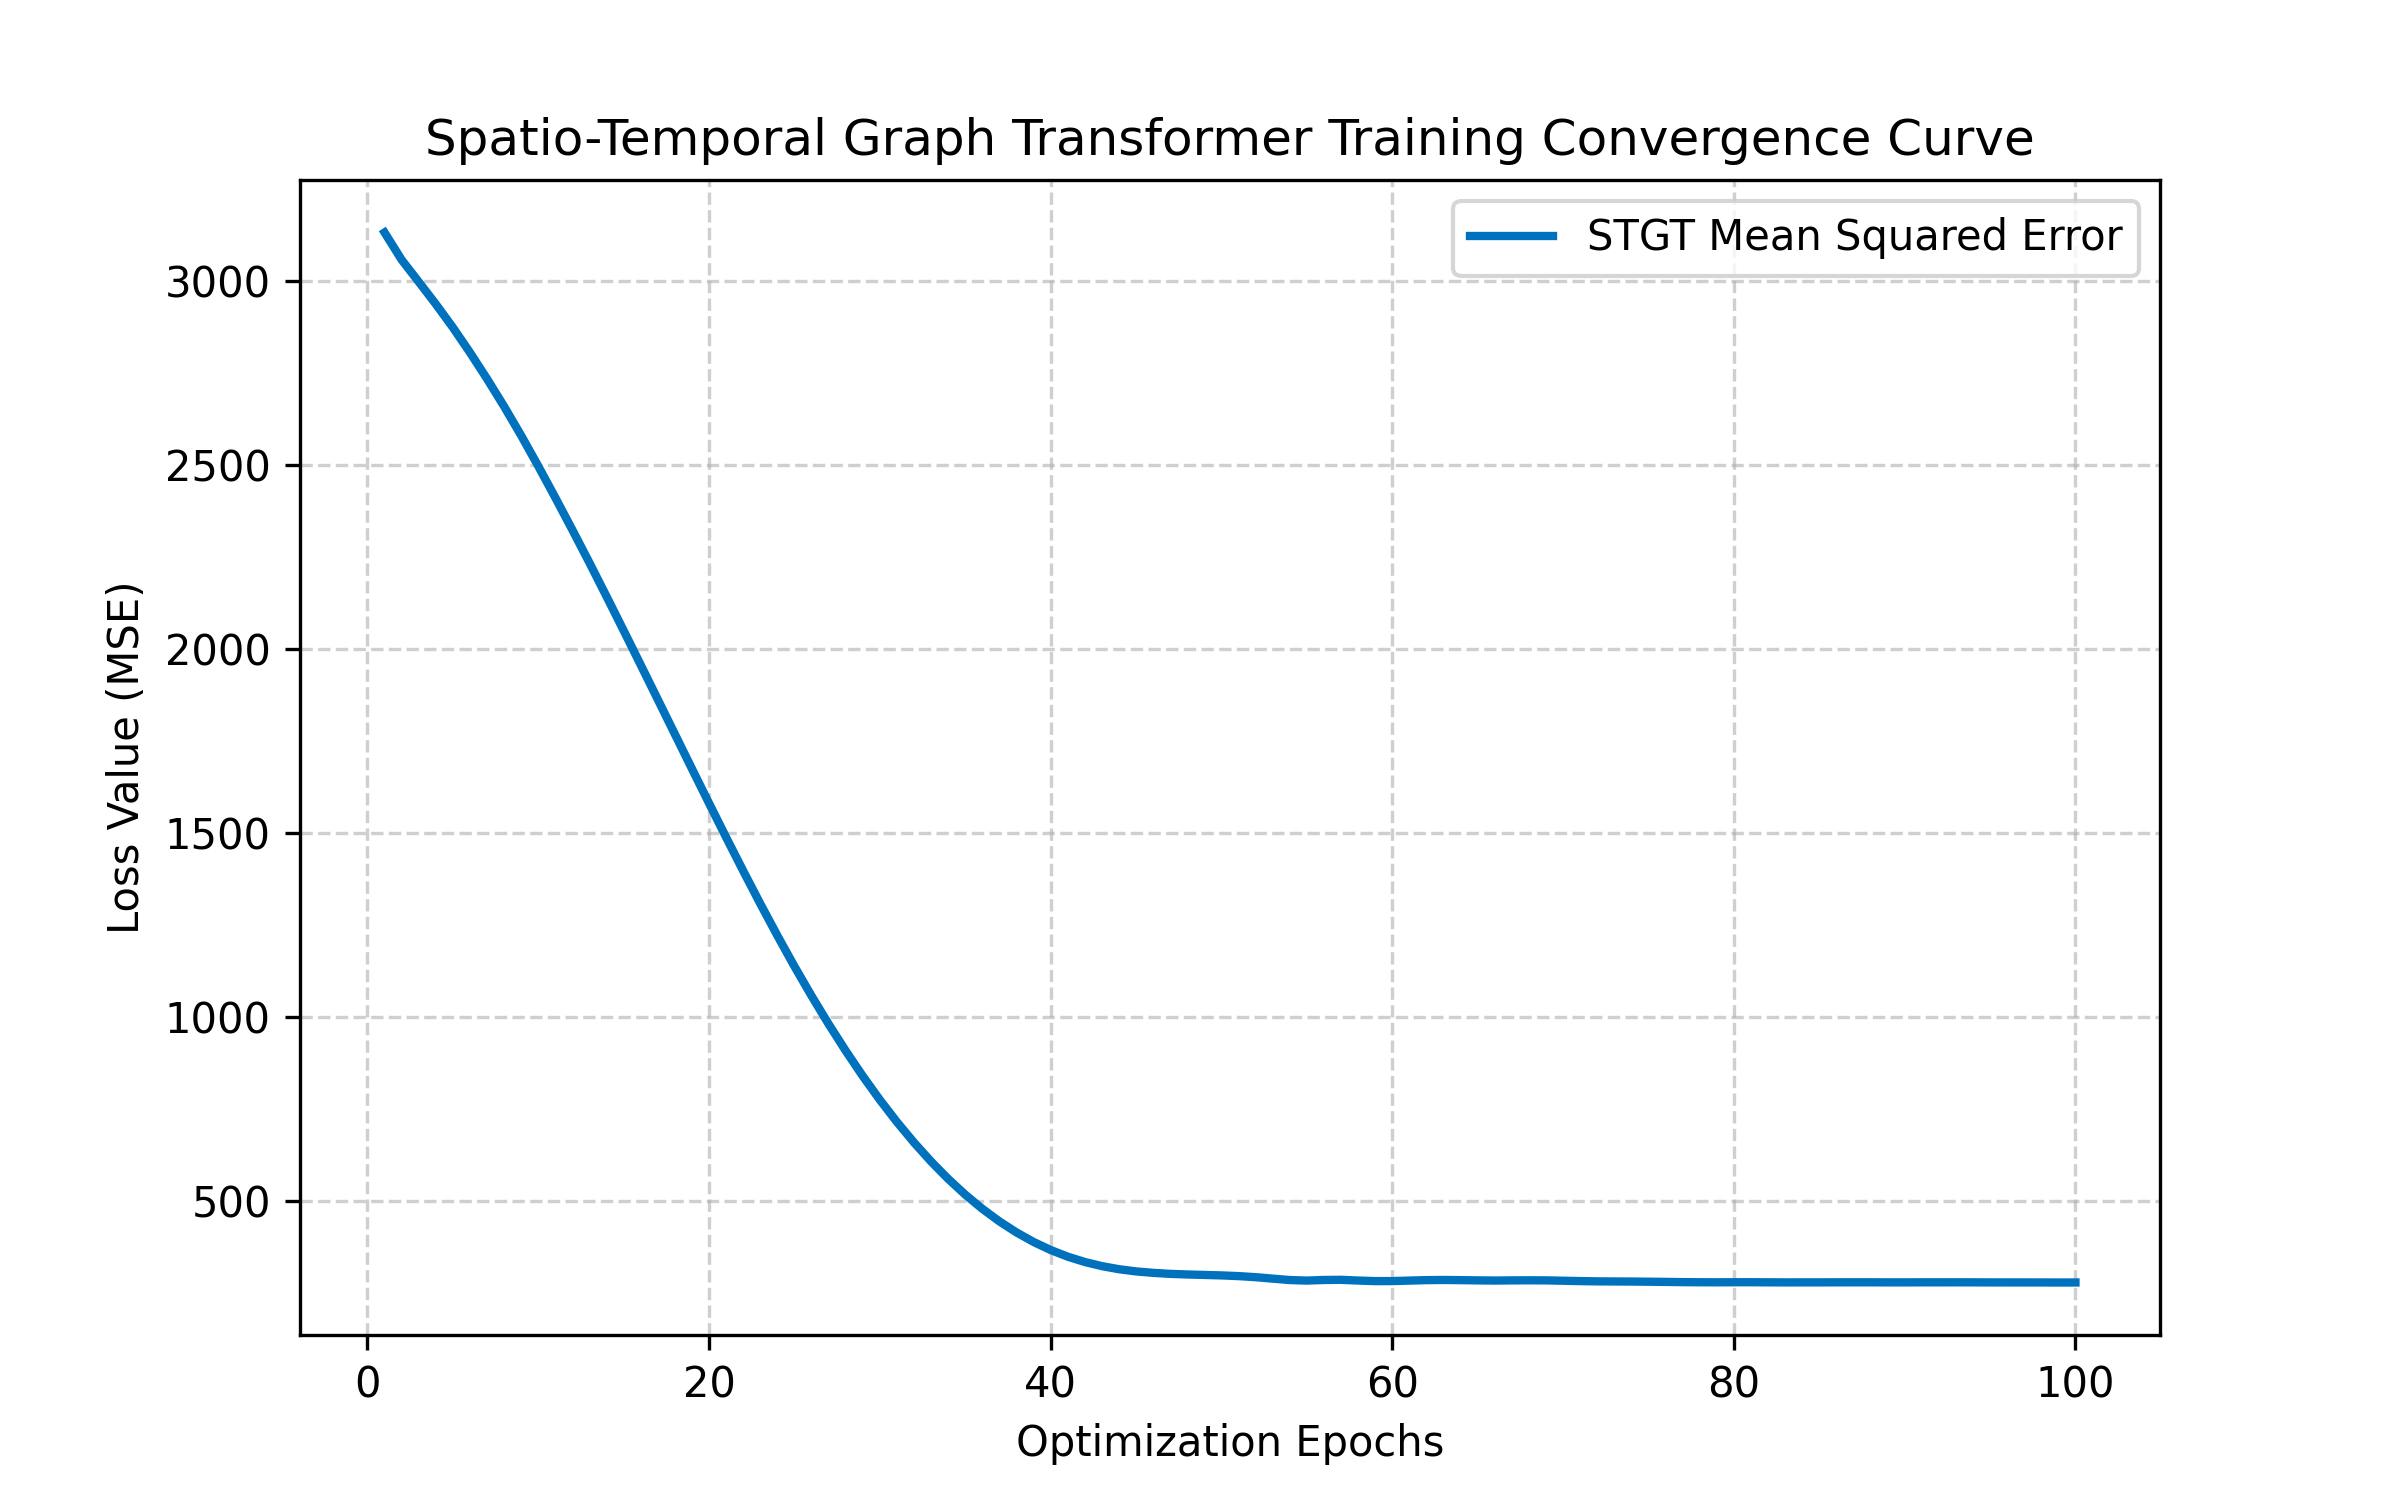 Spatio-Temporal Graph Transformer Training Convergence Curve
STGT Mean Squared Error
3000
2500
2000
1500
1000
500
Loss Value (MSE)
0 20 40 60 80 100
Optimization Epochs